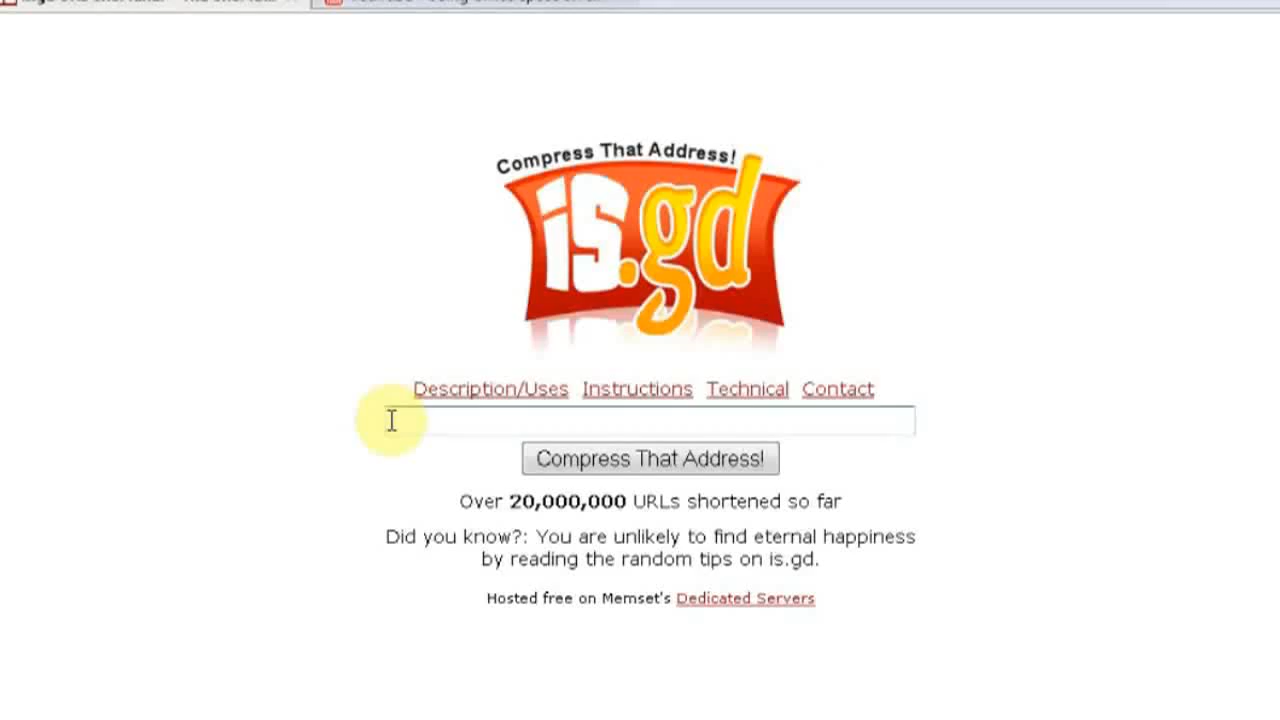 Compress That Address!
is.gd
Description/Uses Instructions Technical Contact
Compress That Address!
Over 20,000,000 URLs shortened so far
Did you know?: You are unlikely to find eternal happiness
by reading the random tips on is.gd.
Hosted free on Memset's Dedicated Servers